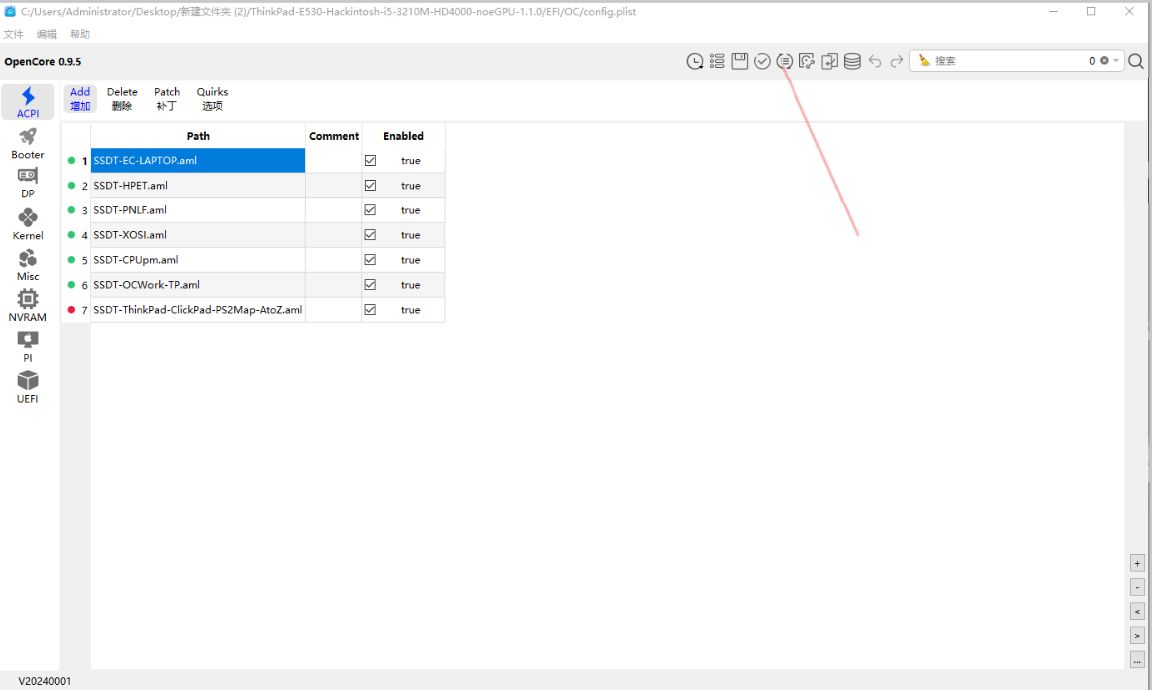 C:/Users/Administrator/Desktop/新建文件夹 (2)/ThinkPad-E530-Hackintosh-i5-3210M-HD4000-noeGPU-1.1.0/EFI/OC/config.plist
文件 编辑 帮助
OpenCore 0.9.5
搜索 0
ACPI
Booter
DP
Kernel
Misc
NVRAM
PI
UEFI
Add Delete Patch Quirks
增加 删除 补丁 选项
Path Comment Enabled
1 SSDT-EC-LAPTOP.aml true
2 SSDT-HPET.aml true
3 SSDT-PNLF.aml true
4 SSDT-XOSI.aml true
5 SSDT-CPUpm.aml true
6 SSDT-OCWork-TP.aml true
7 SSDT-ThinkPad-ClickPad-PS2Map-AtoZ.aml true
+
-
<
>
...
V20240001